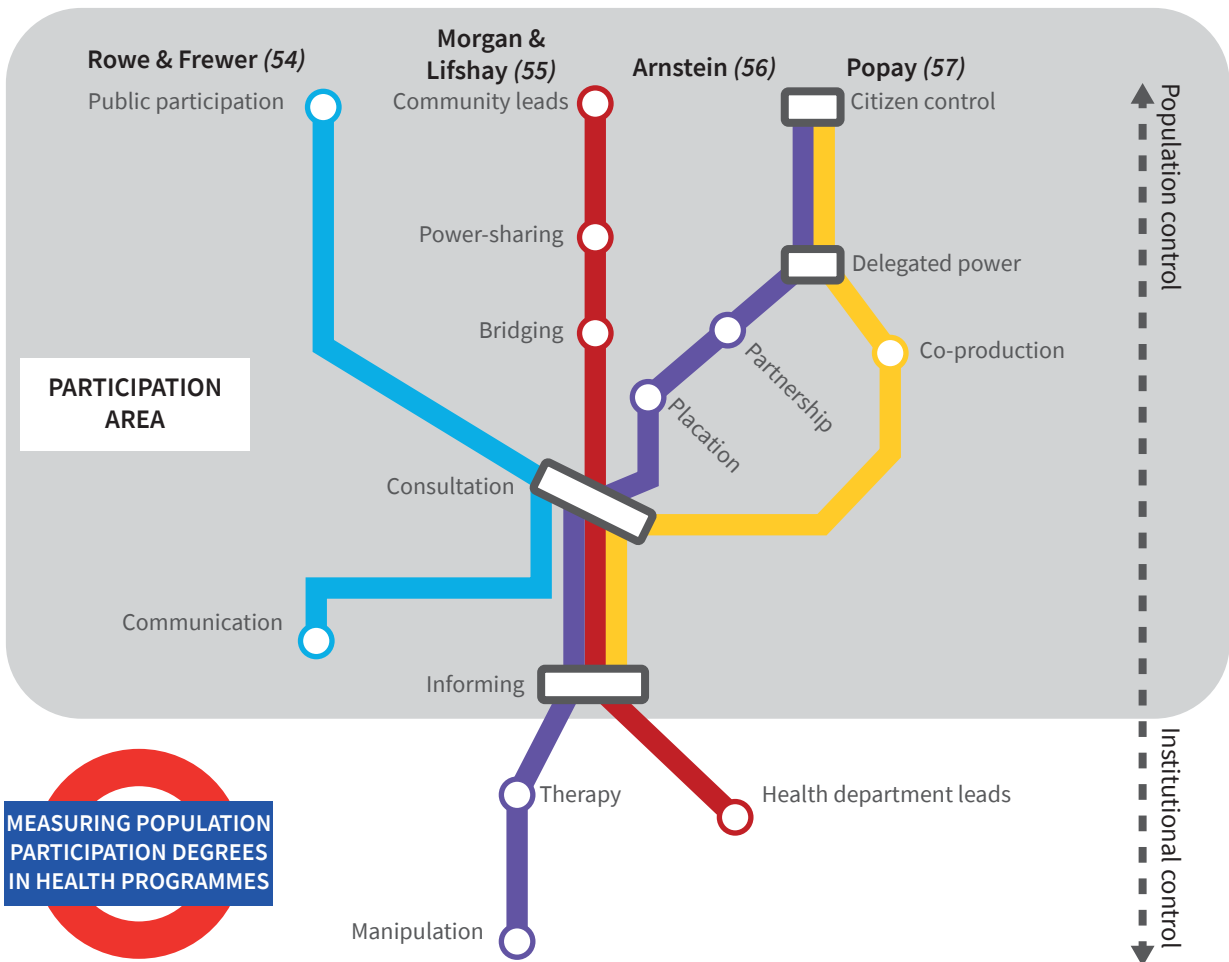 Rowe & Frewer (54)
Morgan &
Lifshay (55)
Arnstein (56)
Popay (57)
Public participation
Community leads
Citizen control
Population control
Power-sharing
Delegated power
Bridging
Partnership
Co-production
PARTICIPATION
AREA
Placation
Consultation
Communication
Informing
Institutional control
Therapy
Health department leads
MEASURING POPULATION
PARTICIPATION DEGREES
IN HEALTH PROGRAMMES
Manipulation